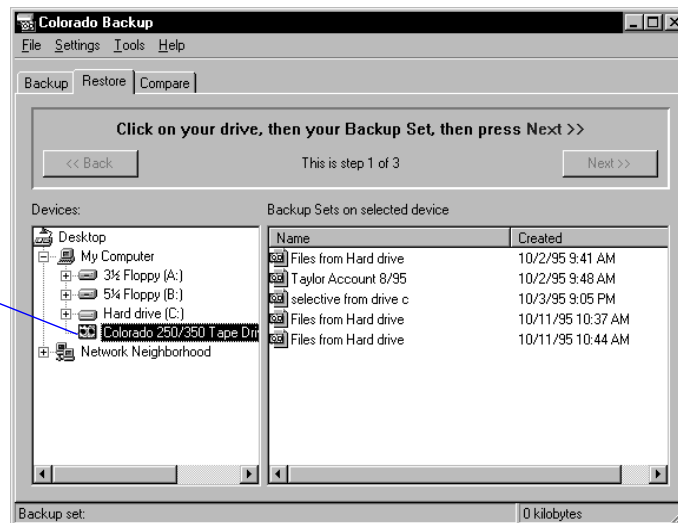 Colorado Backup
File Settings Tools Help
Backup Restore Compare
Click on your drive, then your Backup Set, then press Next >>
<< Back This is step 1 of 3 Next >>
Devices: Backup Sets on selected device
Desktop Name Created
My Computer Files from Hard drive 10/2/95 9:41 AM
3½ Floppy (A:) Taylor Account 8/95 10/2/95 9:48 AM
5¼ Floppy (B:) selective from drive c 10/3/95 9:05 PM
Hard drive (C:) Files from Hard drive 10/11/95 10:37 AM
Colorado 250/350 Tape Dri Files from Hard drive 10/11/95 10:44 AM
Network Neighborhood
Backup set: 0 kilobytes